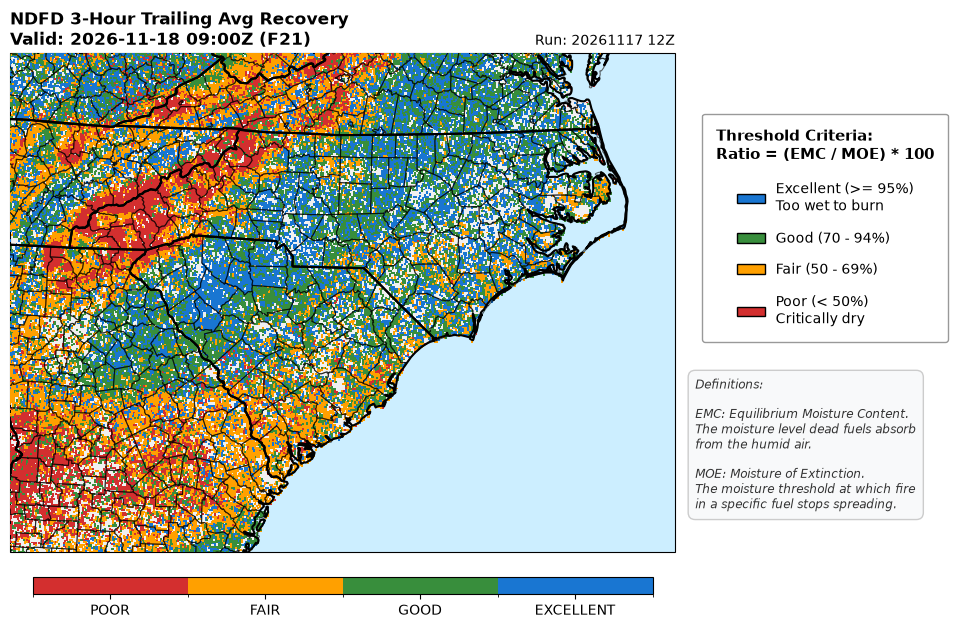 NDFD 3-Hour Trailing Avg Recovery
Valid: 2026-11-18 09:00Z (F21)
Run: 20261117 12Z
Threshold Criteria:
Ratio = (EMC / MOE) * 100
Excellent (>= 95%)
Too wet to burn
Good (70 - 94%)
Fair (50 - 69%)
Poor (< 50%)
Critically dry
Definitions:
EMC: Equilibrium Moisture Content.
The moisture level dead fuels absorb
from the humid air.
MOE: Moisture of Extinction.
The moisture threshold at which fire
in a specific fuel stops spreading.
POOR
FAIR
GOOD
EXCELLENT